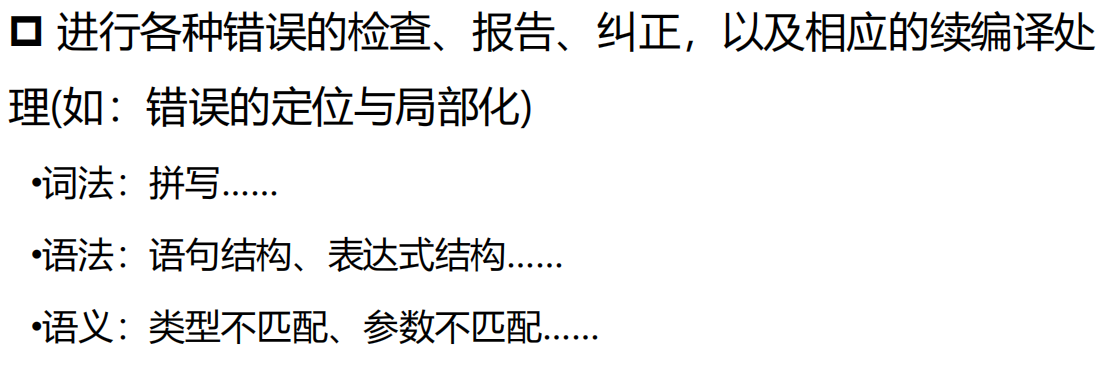 进行各种错误的检查、报告、纠正，以及相应的续编译处
理(如：错误的定位与局部化)
•词法：拼写……
•语法：语句结构、表达式结构……
•语义：类型不匹配、参数不匹配……